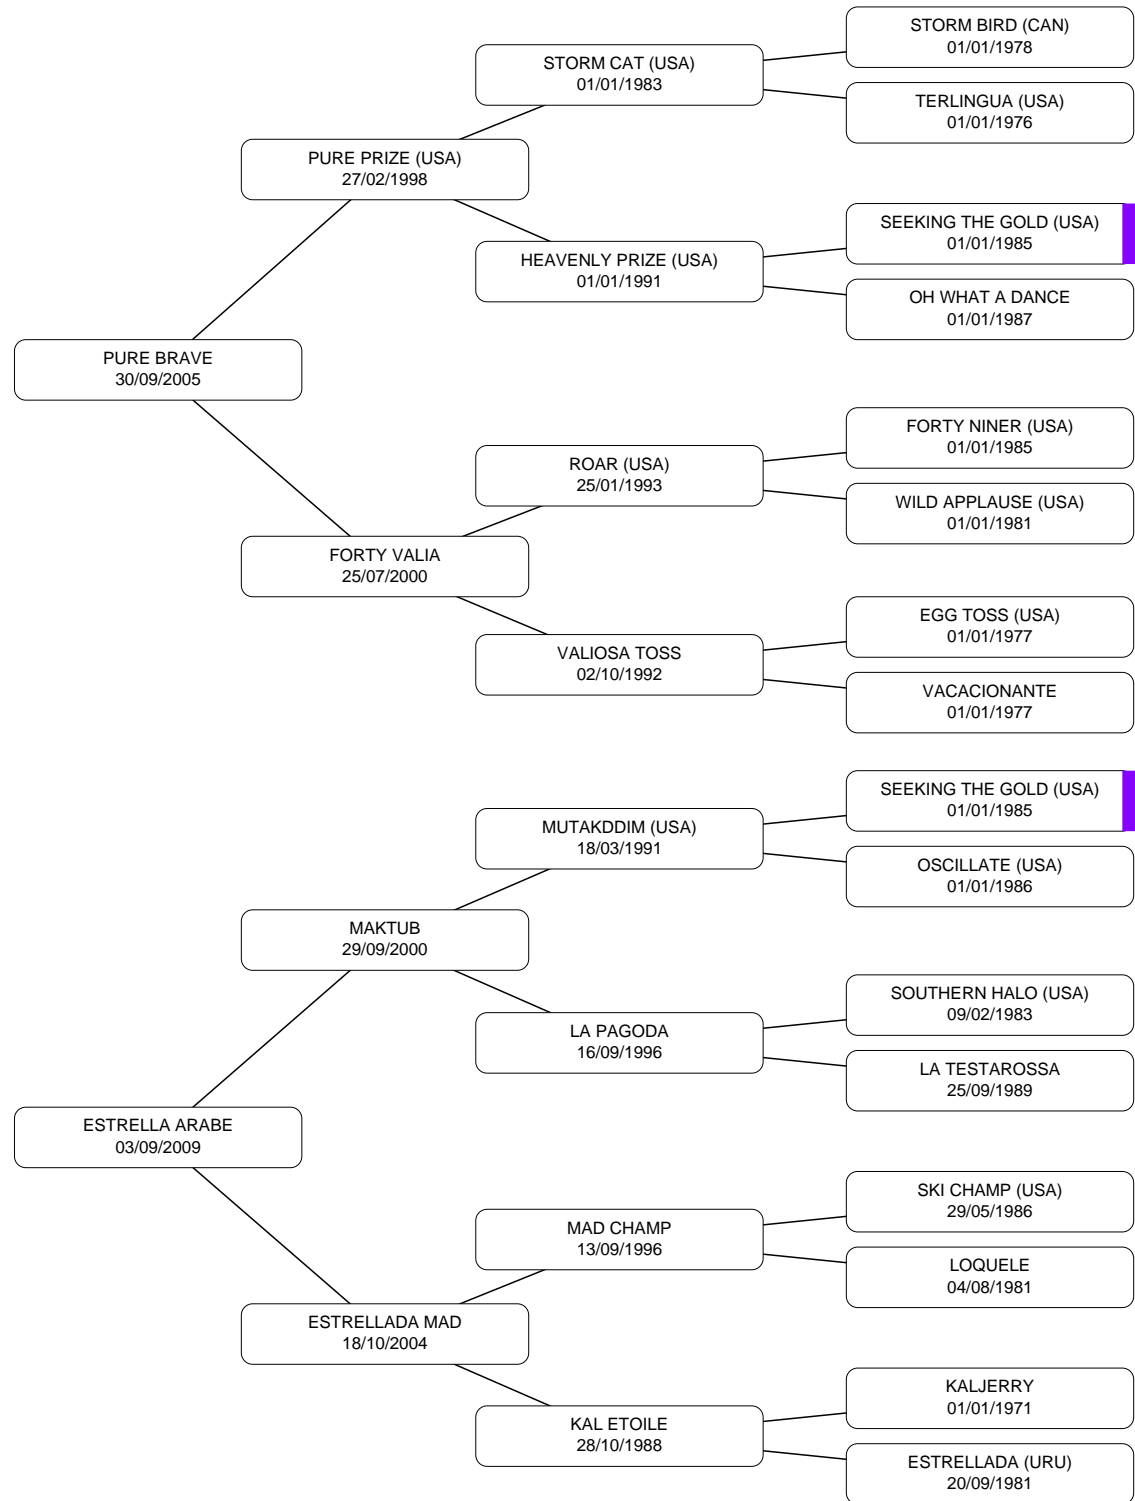 STORM BIRD (CAN)
01/01/1978
STORM CAT (USA)
01/01/1983
TERLINGUA (USA)
01/01/1976
PURE PRIZE (USA)
27/02/1998
SEEKING THE GOLD (USA)
01/01/1985
HEAVENLY PRIZE (USA)
01/01/1991
OH WHAT A DANCE
01/01/1987
PURE BRAVE
30/09/2005
FORTY NINER (USA)
01/01/1985
ROAR (USA)
25/01/1993
WILD APPLAUSE (USA)
01/01/1981
FORTY VALIA
25/07/2000
EGG TOSS (USA)
01/01/1977
VALIOSA TOSS
02/10/1992
VACACIONANTE
01/01/1977
SEEKING THE GOLD (USA)
01/01/1985
MUTAKDDIM (USA)
18/03/1991
OSCILLATE (USA)
01/01/1986
MAKTUB
29/09/2000
SOUTHERN HALO (USA)
09/02/1983
LA PAGODA
16/09/1996
LA TESTAROSSA
25/09/1989
ESTRELLA ARABE
03/09/2009
SKI CHAMP (USA)
29/05/1986
MAD CHAMP
13/09/1996
LOQUELE
04/08/1981
ESTRELLADA MAD
18/10/2004
KALJERRY
01/01/1971
KAL ETOILE
28/10/1988
ESTRELLADA (URU)
20/09/1981